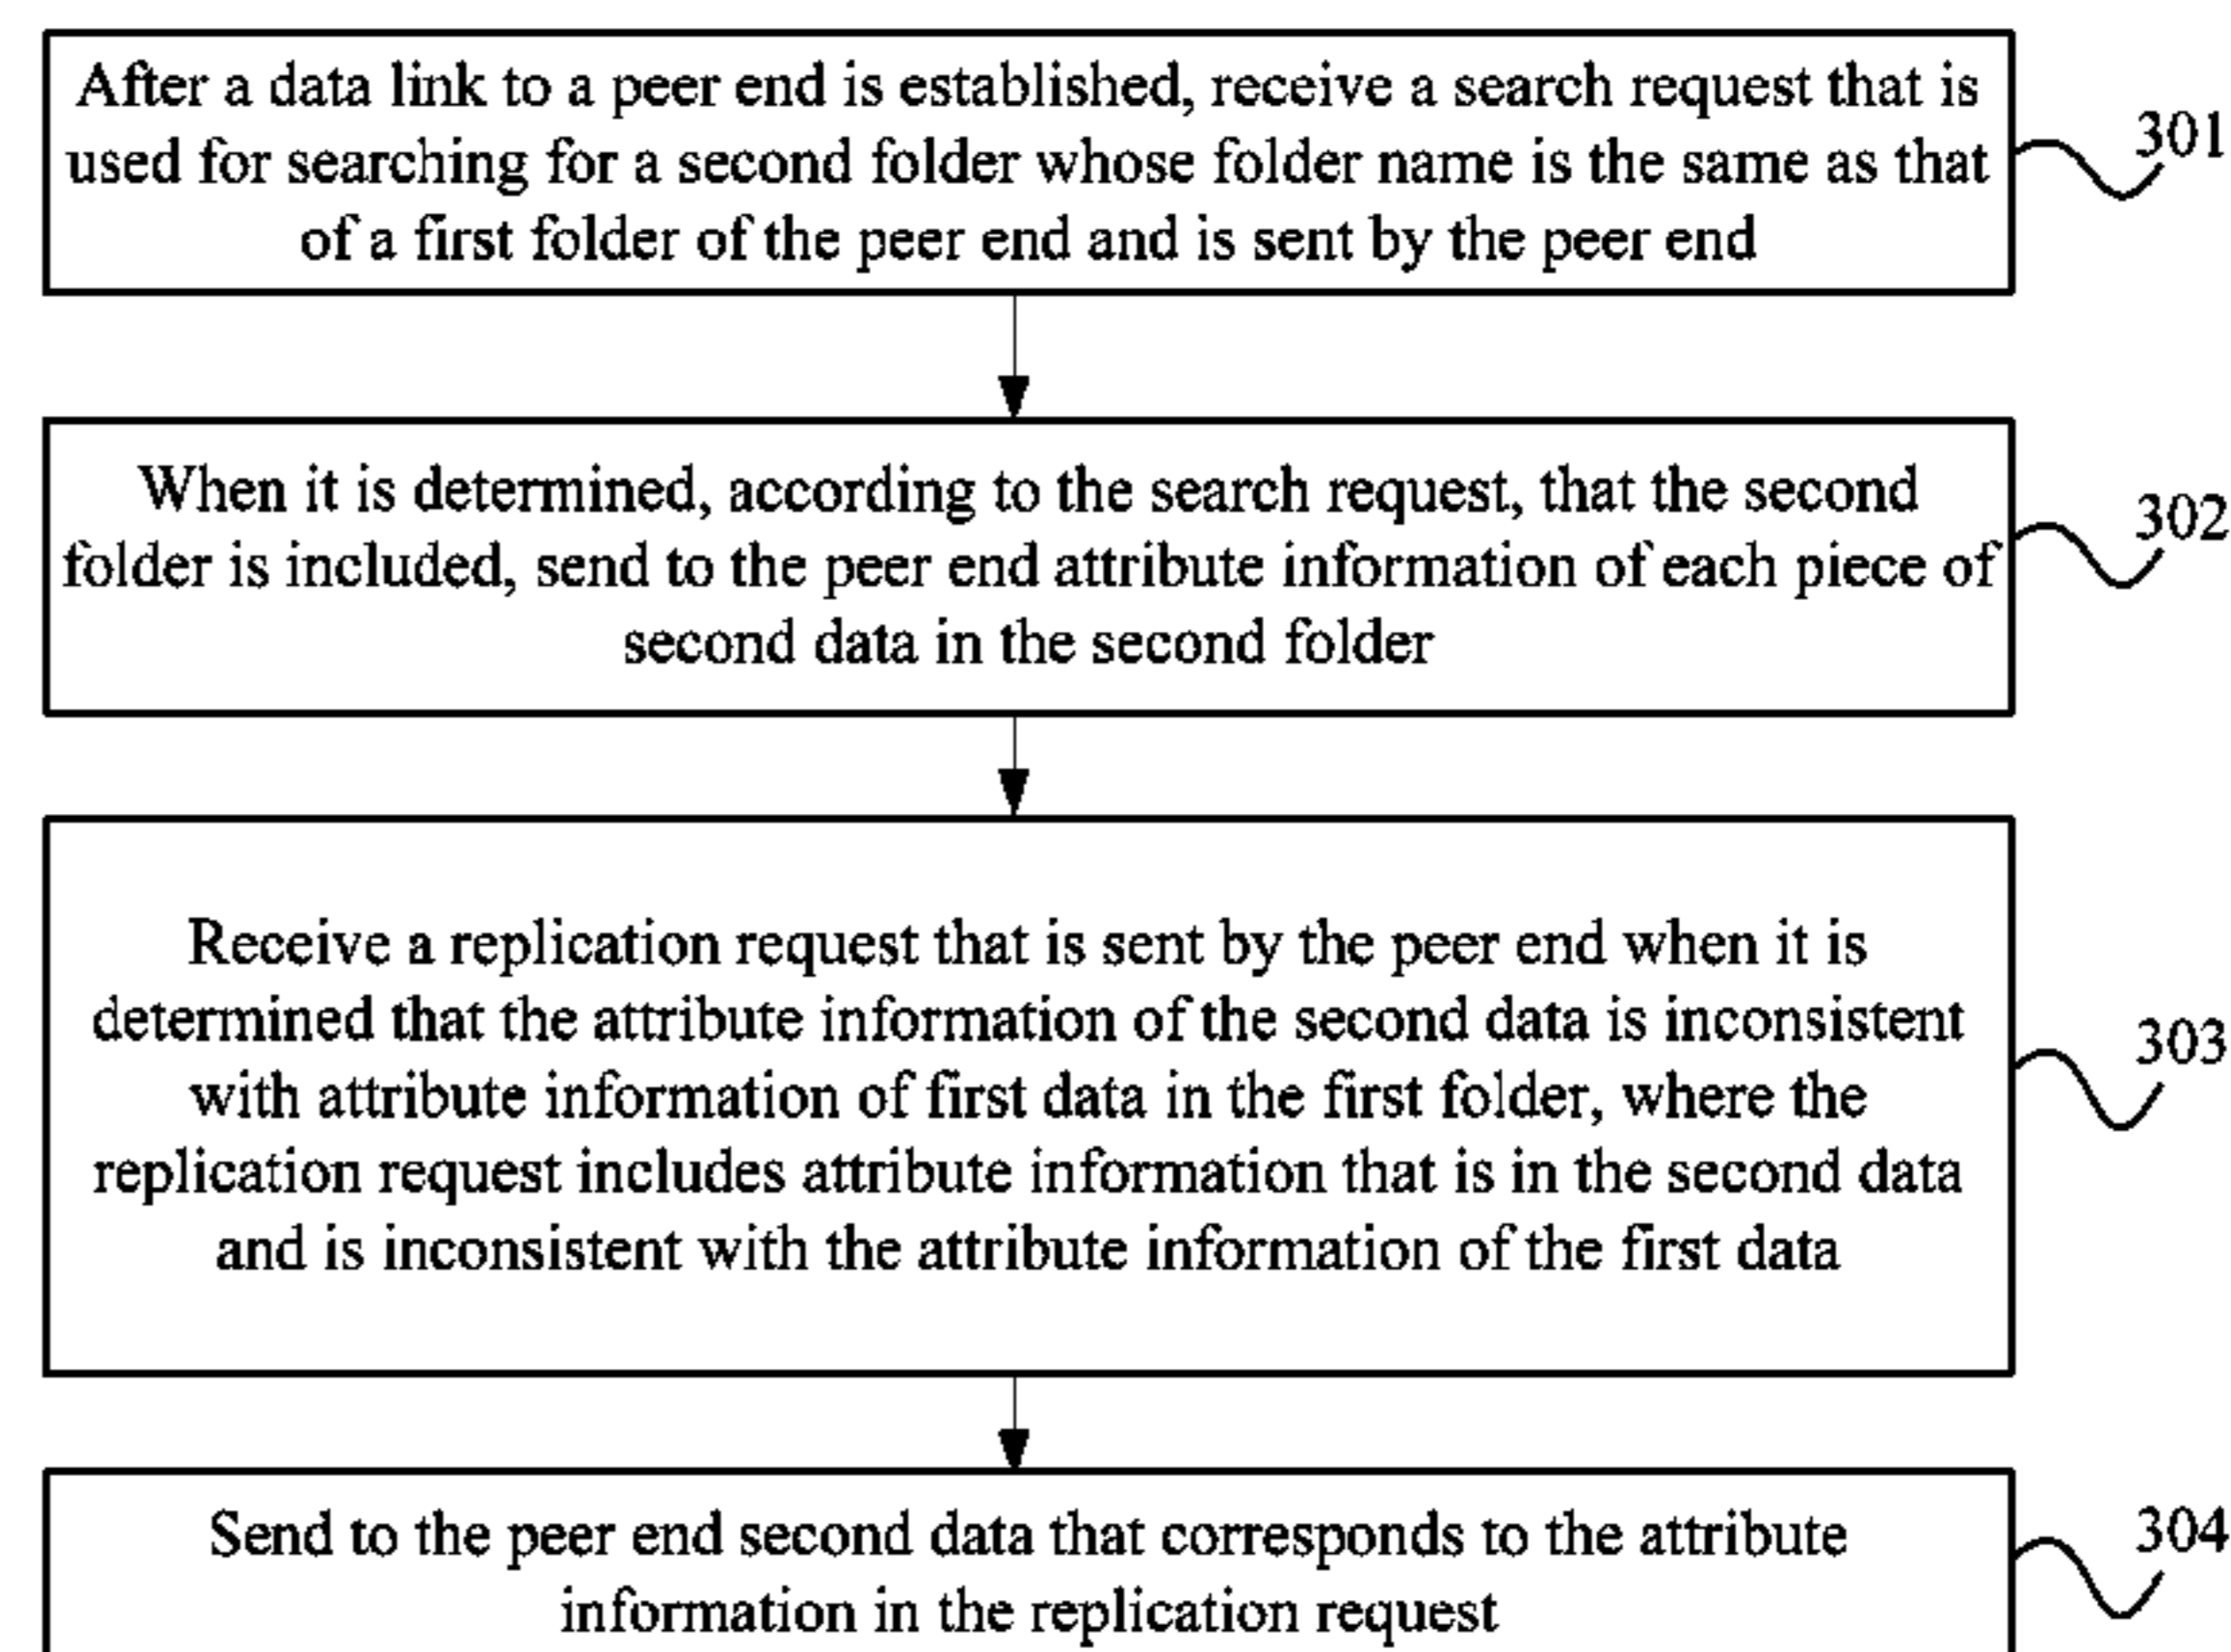 After a data link to a peer end is established, receive a search request that is
used for searching for a second folder whose folder name is the same as that
of a first folder of the peer end and is sent by the peer end
301
When it is determined, according to the search request, that the second
folder is included, send to the peer end attribute information of each piece of
second data in the second folder
302
Receive a replication request that is sent by the peer end when it is
determined that the attribute information of the second data is inconsistent
with attribute information of first data in the first folder, where the
replication request includes attribute information that is in the second data
and is inconsistent with the attribute information of the first data
303
Send to the peer end second data that corresponds to the attribute
information in the replication request
304